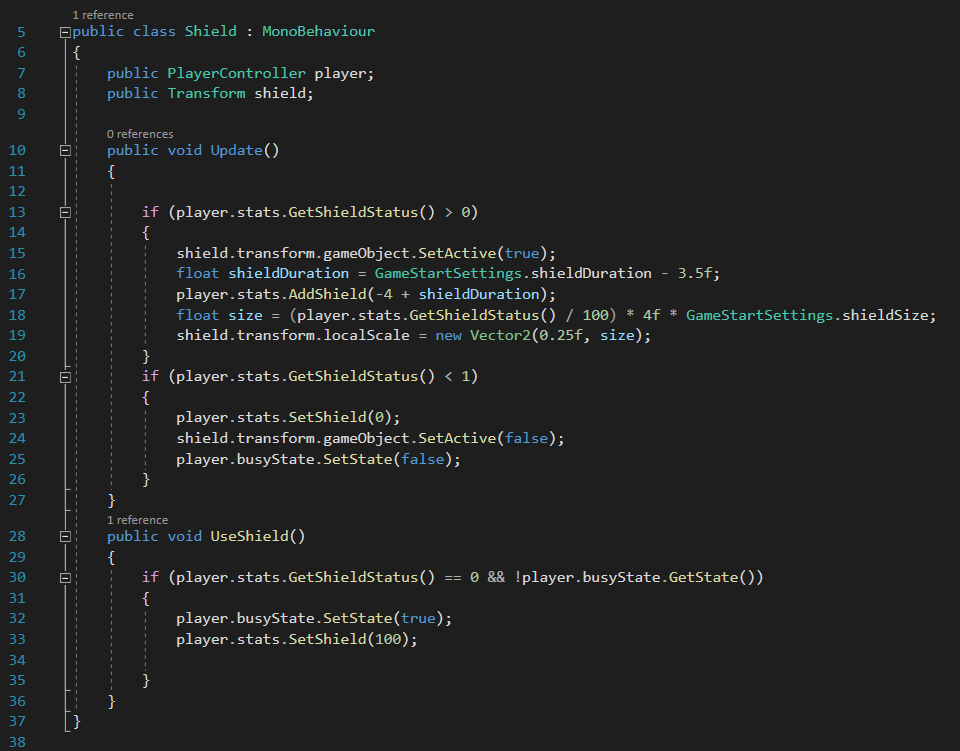 1 reference
5 public class Shield : MonoBehaviour
6 {
7 public PlayerController player;
8 public Transform shield;
9
0 references
10 public void Update()
11 {
12
13 if (player.stats.GetShieldStatus() > 0)
14 {
15 shield.transform.gameObject.SetActive(true);
16 float shieldDuration = GameStartSettings.shieldDuration - 3.5f;
17 player.stats.AddShield(-4 + shieldDuration);
18 float size = (player.stats.GetShieldStatus() / 100) * 4f * GameStartSettings.shieldSize;
19 shield.transform.localScale = new Vector2(0.25f, size);
20 }
21 if (player.stats.GetShieldStatus() < 1)
22 {
23 player.stats.SetShield(0);
24 shield.transform.gameObject.SetActive(false);
25 player.busyState.SetState(false);
26 }
27 }
1 reference
28 public void UseShield()
29 {
30 if (player.stats.GetShieldStatus() == 0 && !player.busyState.GetState())
31 {
32 player.busyState.SetState(true);
33 player.stats.SetShield(100);
34
35 }
36 }
37 }
38